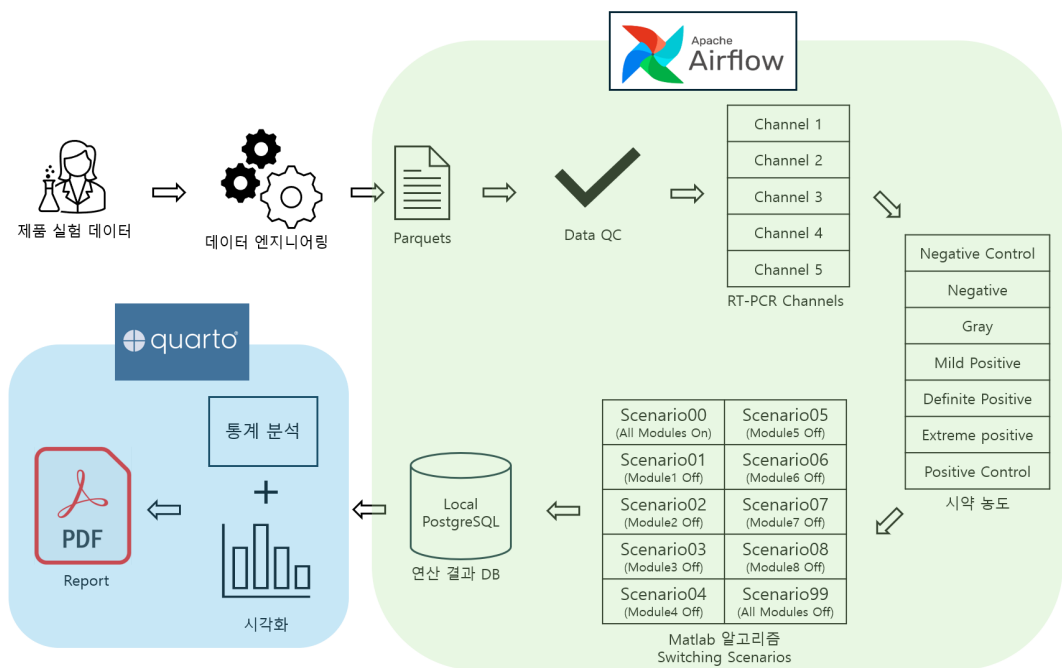 Apache
Airflow
제품 실험 데이터
데이터 엔지니어링
Parquets
Data QC
Channel 1
Channel 2
Channel 3
Channel 4
Channel 5
RT-PCR Channels
Negative Control
Negative
Gray
Mild Positive
Definite Positive
Extreme positive
Positive Control
시약 농도
Scenario00
(All Modules On)
Scenario05
(Module5 Off)
Scenario01
(Module1 Off)
Scenario06
(Module6 Off)
Scenario02
(Module2 Off)
Scenario07
(Module7 Off)
Scenario03
(Module3 Off)
Scenario08
(Module8 Off)
Scenario04
(Module4 Off)
Scenario99
(All Modules Off)
Matlab 알고리즘
Switching Scenarios
Local
PostgreSQL
연산 결과 DB
quarto
통계 분석
+
시각화
PDF
Report